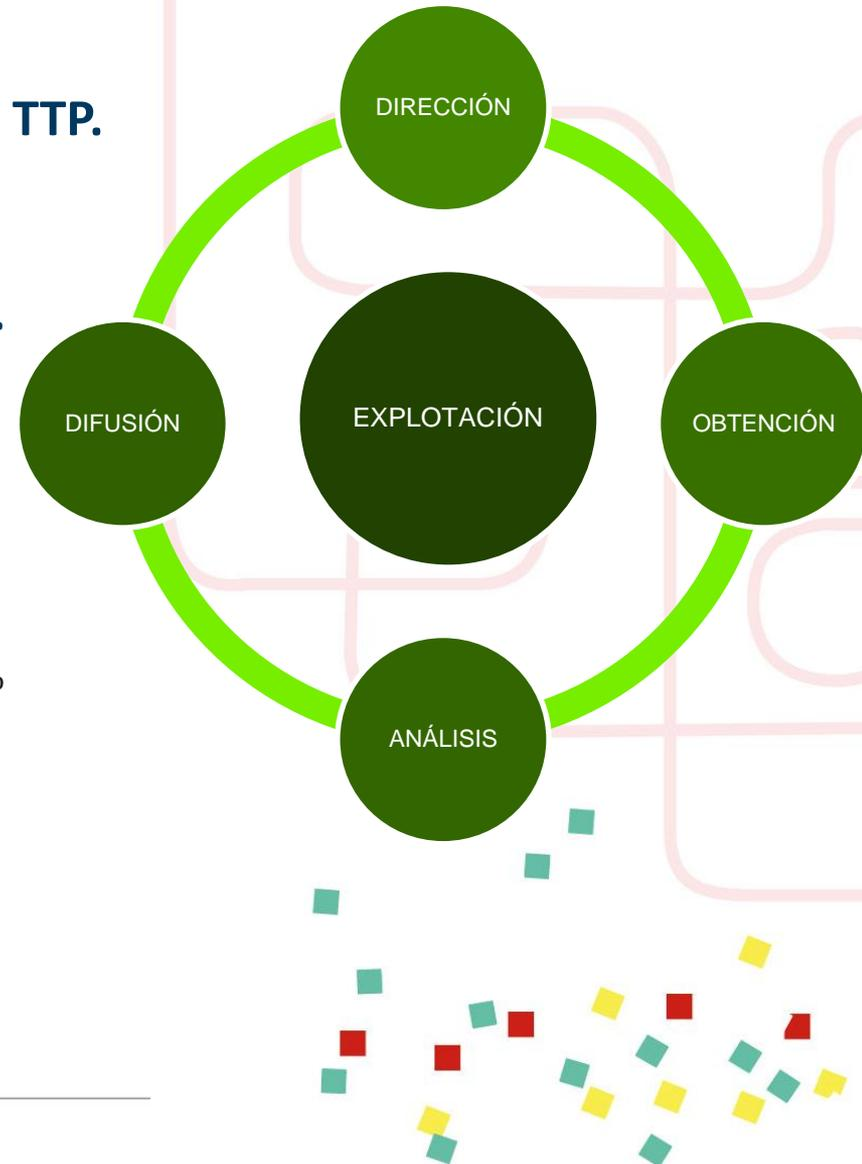 TTP.
DIRECCIÓN
DIFUSIÓN
EXPLOTACIÓN
OBTENCIÓN
ANÁLISIS